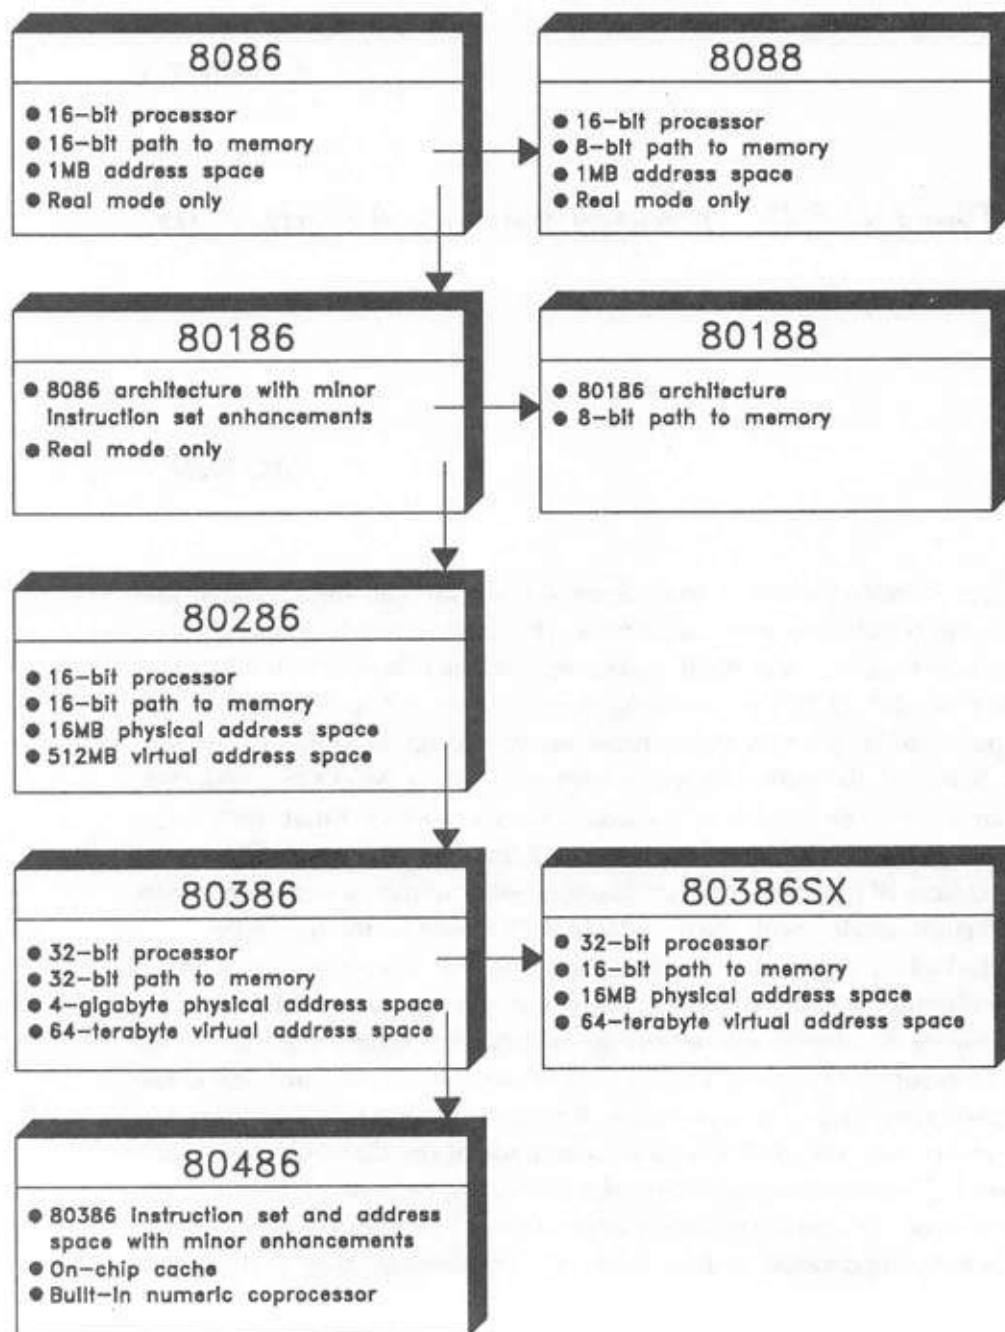 8086
● 16-bit processor
● 16-bit path to memory
● 1MB address space
● Real mode only
8088
● 16-bit processor
● 8-bit path to memory
● 1MB address space
● Real mode only
80186
● 8086 architecture with minor
instruction set enhancements
● Real mode only
80188
● 80186 architecture
● 8-bit path to memory
80286
● 16-bit processor
● 16-bit path to memory
● 16MB physical address space
● 512MB virtual address space
80386
● 32-bit processor
● 32-bit path to memory
● 4-gigabyte physical address space
● 64-terabyte virtual address space
80386SX
● 32-bit processor
● 16-bit path to memory
● 16MB physical address space
● 64-terabyte virtual address space
80486
● 80386 instruction set and address
space with minor enhancements
● On-chip cache
● Built-in numeric coprocessor